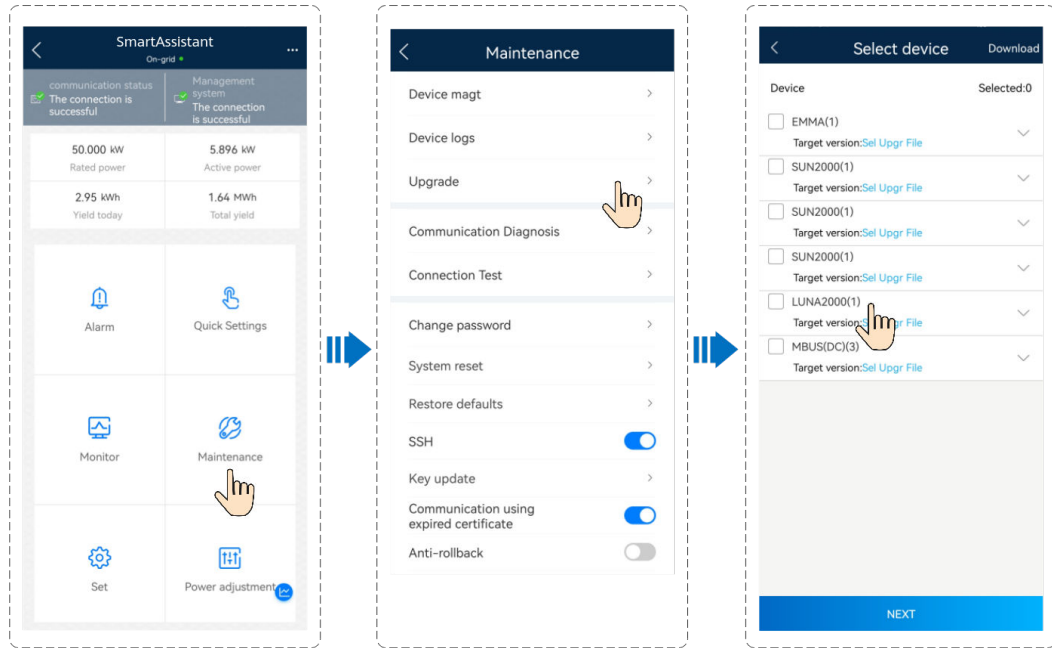 SmartAssistant
...
On-grid
communication status
The connection is
successful
Management
system
The connection
is successful
50.000 kW
Rated power
5.896 kW
Active power
2.95 kWh
Yield today
1.64 MWh
Total yield
Alarm
Quick Settings
Monitor
Maintenance
Set
Power adjustment
Maintenance
Device magt
Device logs
Upgrade
Communication Diagnosis
Connection Test
Change password
System reset
Restore defaults
SSH
Key update
Communication using
expired certificate
Anti-rollback
Select device
Download
Device
Selected:0
EMMA(1)
Target version:Sel Upgr File
SUN2000(1)
Target version:Sel Upgr File
SUN2000(1)
Target version:Sel Upgr File
SUN2000(1)
Target version:Sel Upgr File
LUNA2000(1)
Target version:S gr File
MBUS(DC)(3)
Target version:Sel Upgr File
NEXT